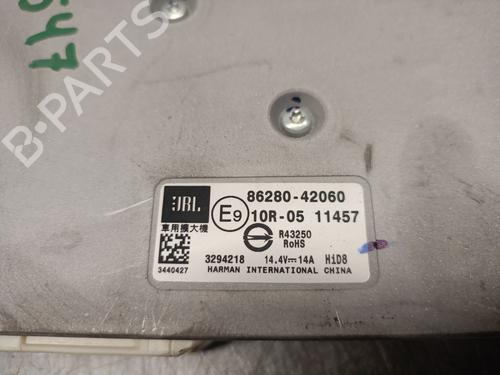 547
B-PARTS
JBL
車用擴大機
3440427
E9
86280-42060
10R-05 11457
R43250
RoHS
3294218 14.4V⎓14A HiD8
HARMAN INTERNATIONAL CHINA